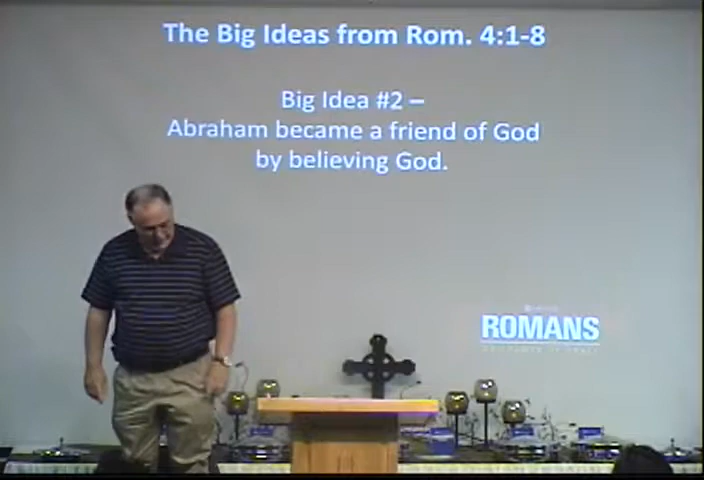 The Big Ideas from Rom. 4:1-8
Big Idea #2 –
Abraham became a friend of God
by believing God.
ROMANS